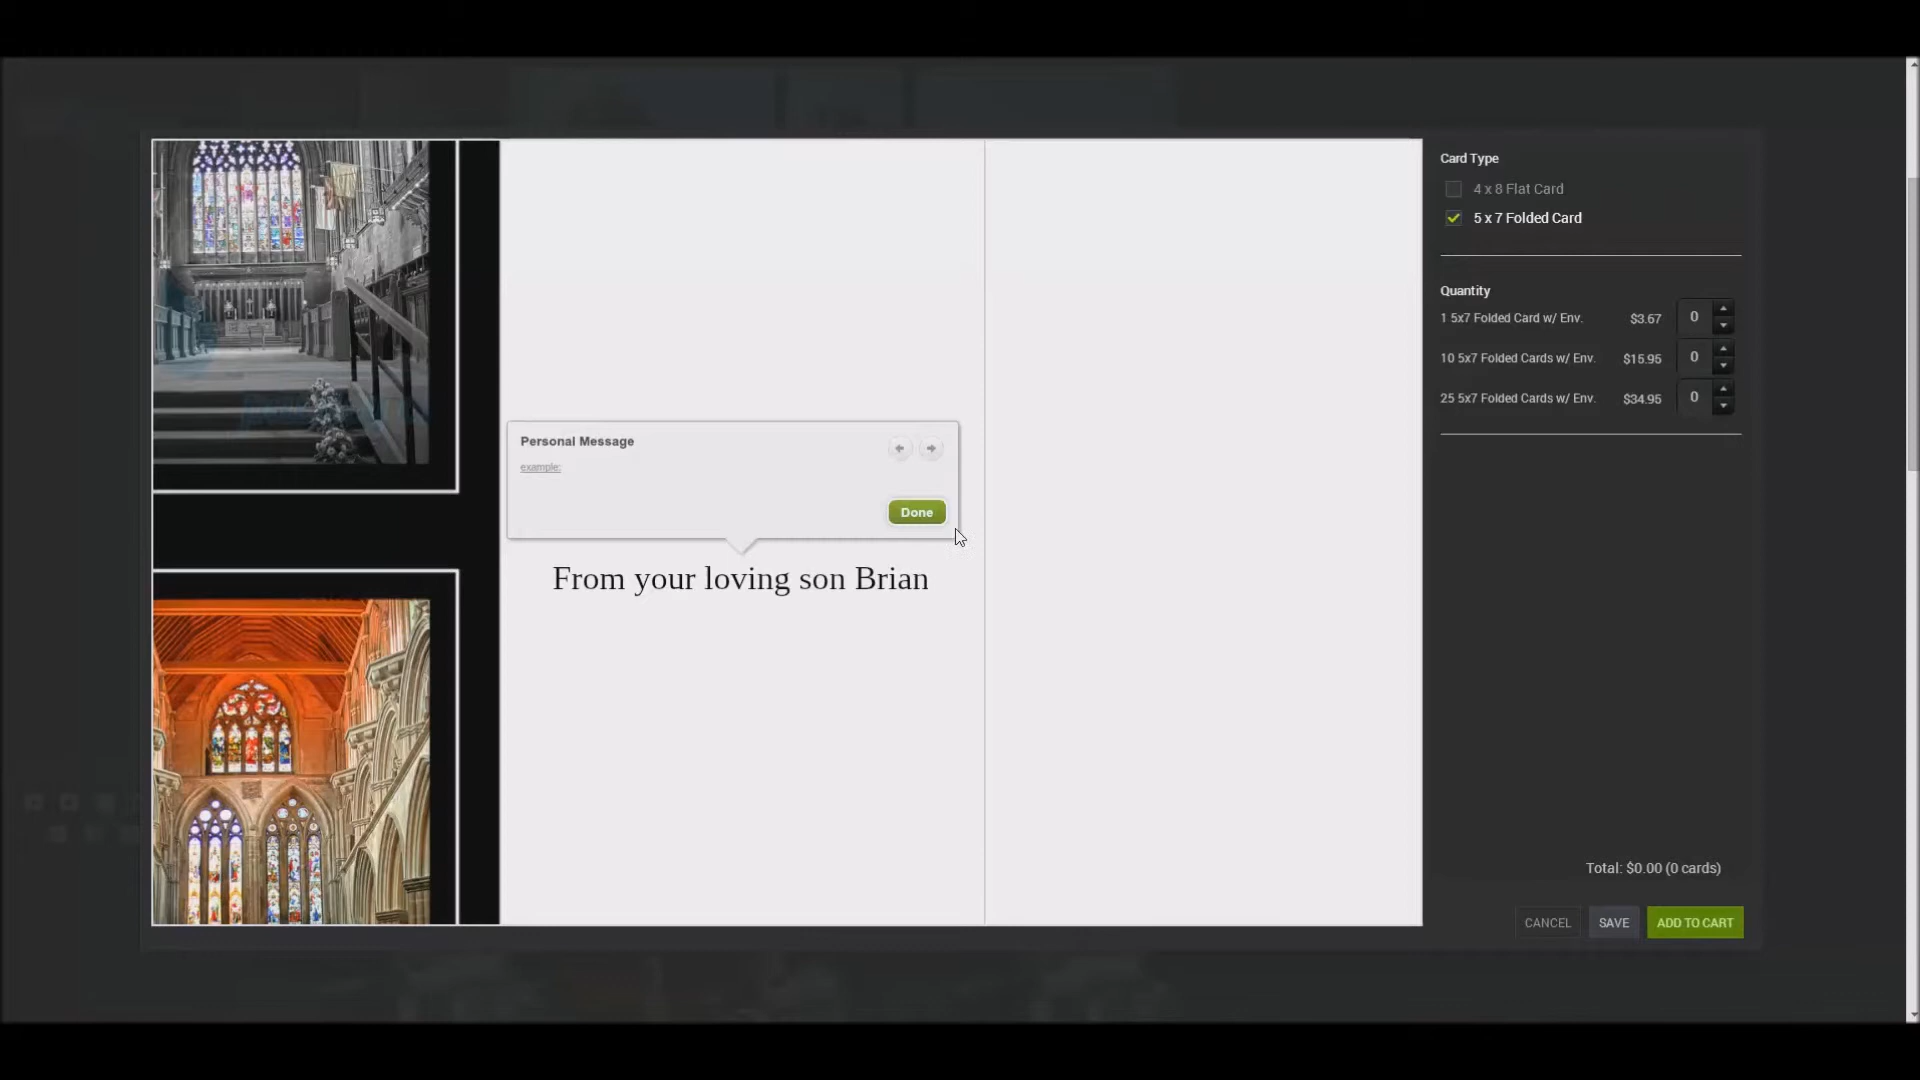 Card Type
4 x 8 Flat Card
5 x 7 Folded Card
Quantity
1 5x7 Folded Card w/ Env. $3.67 0
10 5x7 Folded Cards w/ Env. $15.95 0
25 5x7 Folded Cards w/ Env. $34.95 0
Personal Message
example:
Done
From your loving son Brian
Total: $0.00 (0 cards)
CANCEL SAVE ADD TO CART